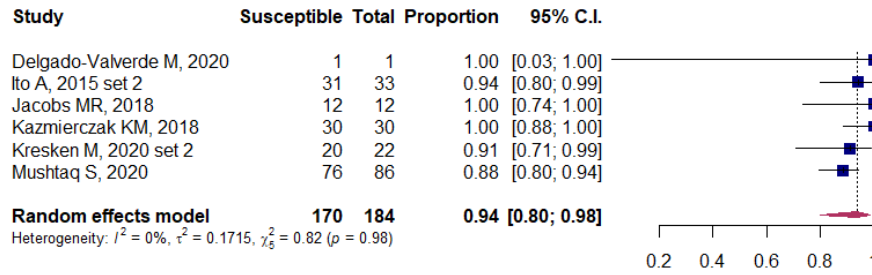 Study Susceptible Total Proportion 95% C.I.
Delgado-Valverde M, 2020 1 1 1.00 [0.03; 1.00]
Ito A, 2015 set 2 31 33 0.94 [0.80; 0.99]
Jacobs MR, 2018 12 12 1.00 [0.74; 1.00]
Kazmierczak KM, 2018 30 30 1.00 [0.88; 1.00]
Kresken M, 2020 set 2 20 22 0.91 [0.71; 0.99]
Mushtaq S, 2020 76 86 0.88 [0.80; 0.94]
Random effects model 170 184 0.94 [0.80; 0.98]
Heterogeneity: I² = 0%, τ² = 0.1715, χ²₅ = 0.82 (p = 0.98)
0.2 0.4 0.6 0.8 1